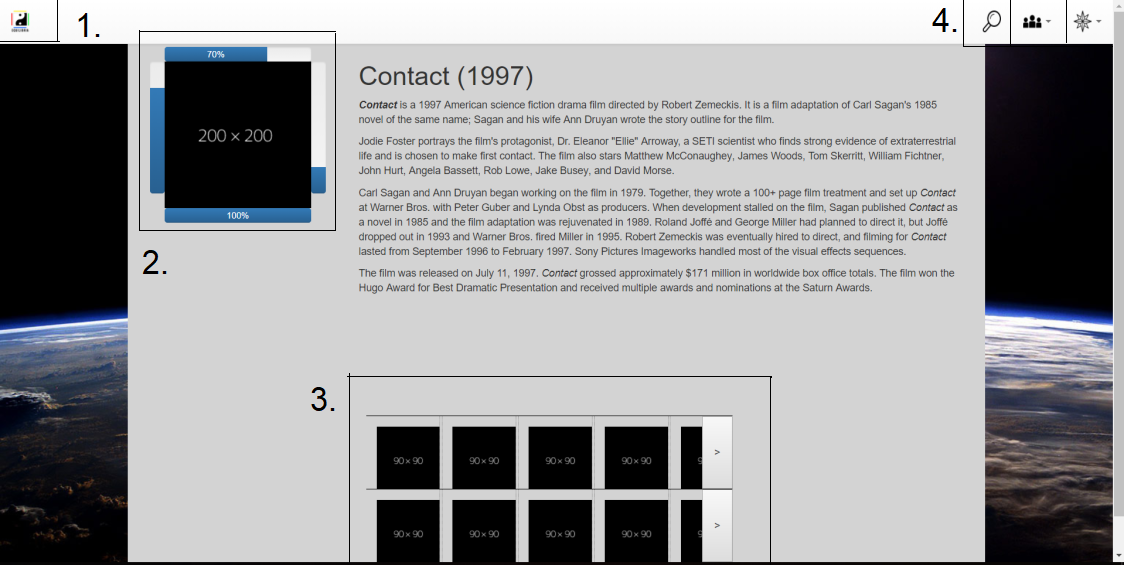 1.
4.
70%
200 × 200
100%
2.
Contact (1997)
Contact is a 1997 American science fiction drama film directed by Robert Zemeckis. It is a film adaptation of Carl Sagan's 1985
novel of the same name; Sagan and his wife Ann Druyan wrote the story outline for the film.
Jodie Foster portrays the film's protagonist, Dr. Eleanor "Ellie" Arroway, a SETI scientist who finds strong evidence of extraterrestrial
life and is chosen to make first contact. The film also stars Matthew McConaughey, James Woods, Tom Skerritt, William Fichtner,
John Hurt, Angela Bassett, Rob Lowe, Jake Busey, and David Morse.
Carl Sagan and Ann Druyan began working on the film in 1979. Together, they wrote a 100+ page film treatment and set up Contact
at Warner Bros. with Peter Guber and Lynda Obst as producers. When development stalled on the film, Sagan published Contact as
a novel in 1985 and the film adaptation was rejuvenated in 1989. Roland Joffé and George Miller had planned to direct it, but Joffé
dropped out in 1993 and Warner Bros. fired Miller in 1995. Robert Zemeckis was eventually hired to direct, and filming for Contact
lasted from September 1996 to February 1997. Sony Pictures Imageworks handled most of the visual effects sequences.
The film was released on July 11, 1997. Contact grossed approximately $171 million in worldwide box office totals. The film won the
Hugo Award for Best Dramatic Presentation and received multiple awards and nominations at the Saturn Awards.
3.
90 × 90 90 × 90 90 × 90 90 × 90 9 >
90 × 90 90 × 90 90 × 90 90 × 90 9 >